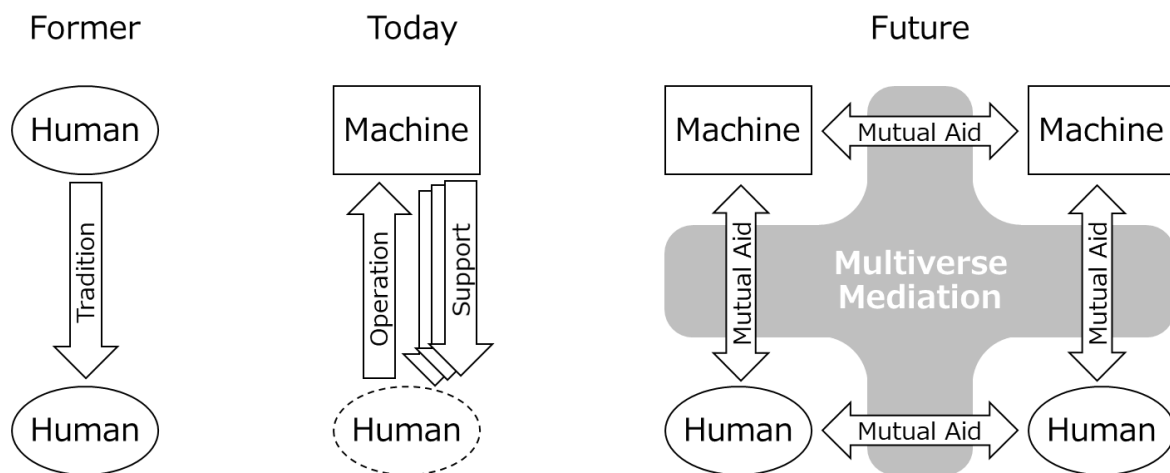 Former
Today
Future
Human
Tradition
Human
Machine
Operation
Support
Human
Machine
Mutual Aid
Machine
Mutual Aid
Multiverse
Mediation
Mutual Aid
Human
Mutual Aid
Human